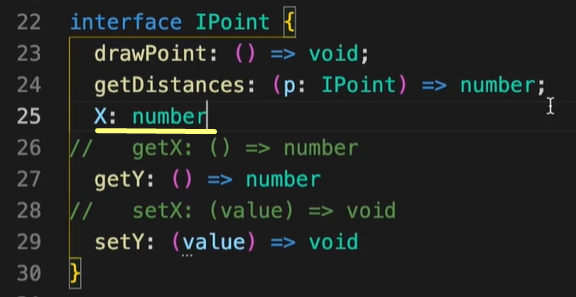 22 interface IPoint {
23 drawPoint: () => void;
24 getDistances: (p: IPoint) => number;
25 X: number
26 // getX: () => number
27 getY: () => number
28 // setX: (value) => void
29 setY: (value) => void
30 }